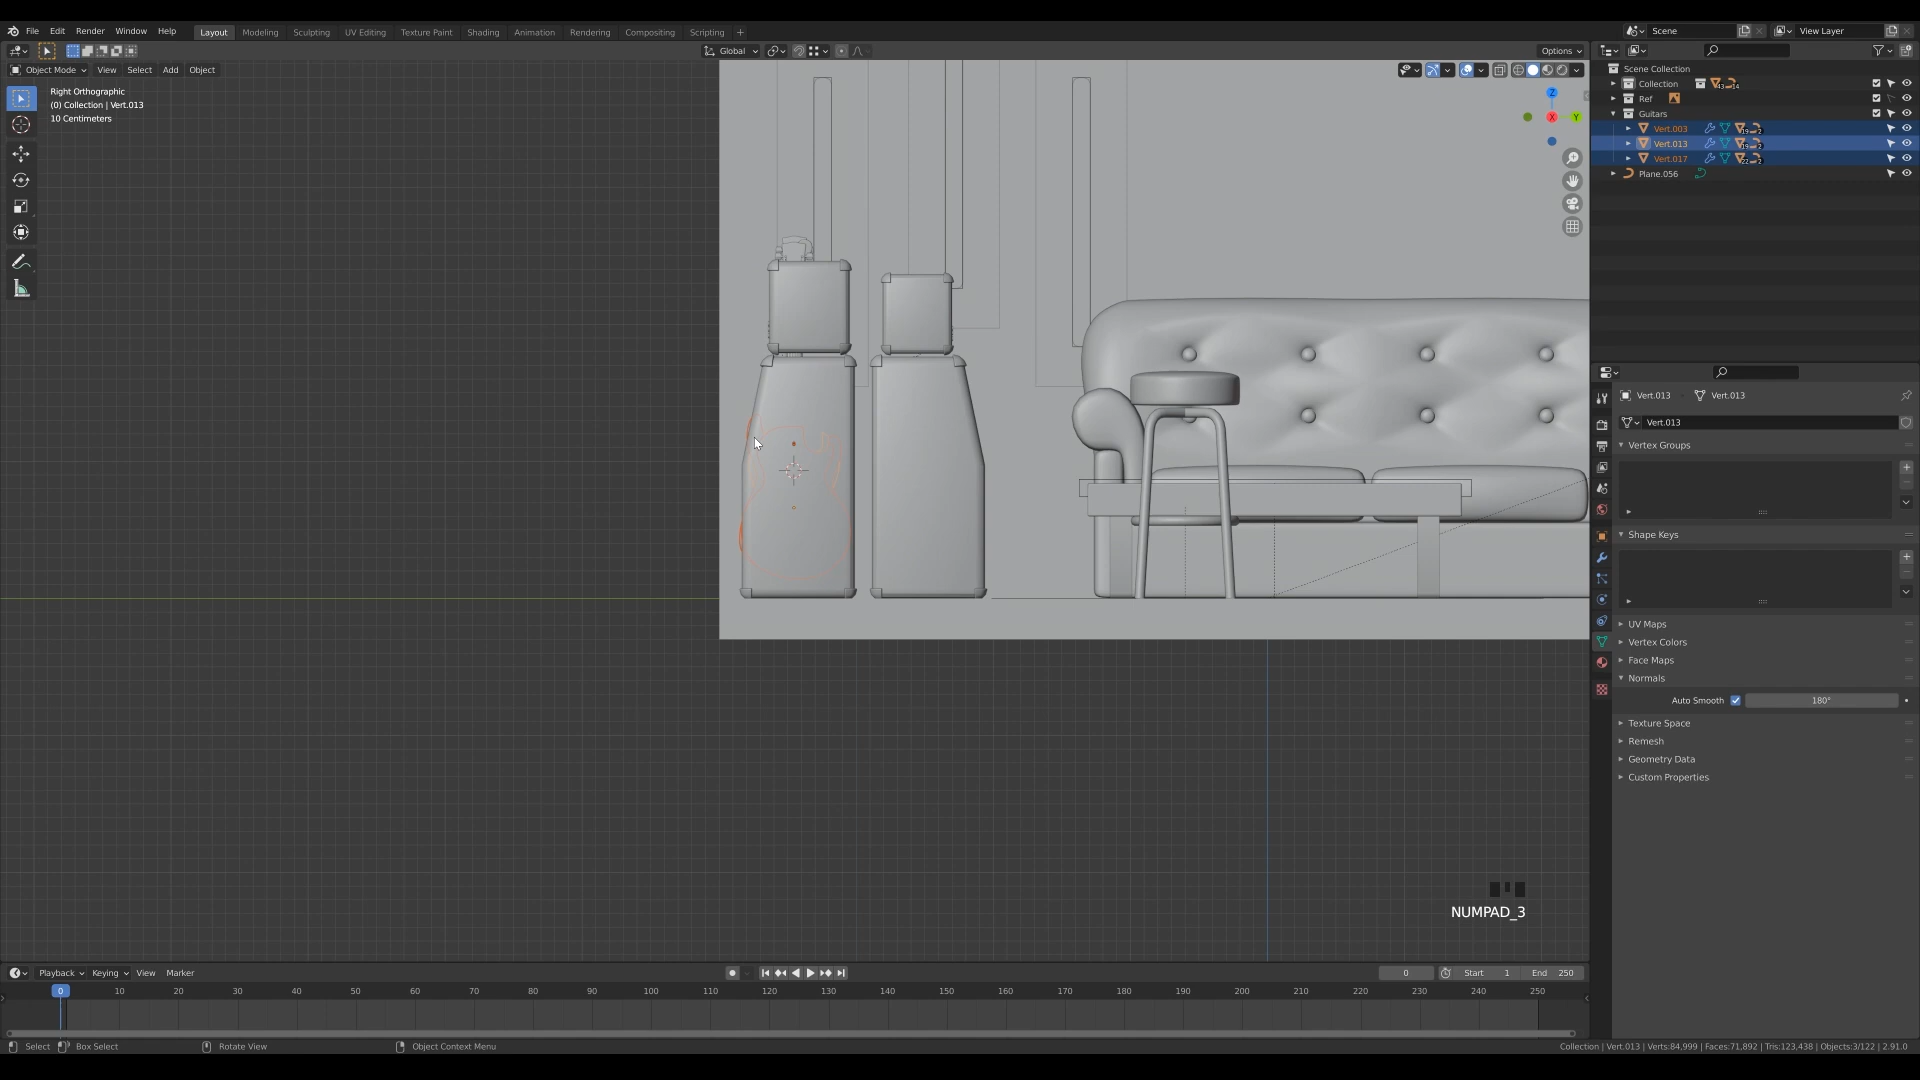 File Edit Render Window Help Layout Modeling Sculpting UV Editing Texture Paint Shading Animation Rendering Compositing Scripting + Scene View Layer
Global Options
Object Mode View Select Add Object
Right Orthographic
(0) Collection | Vert.013
10 Centimeters
Z
X
Y
NUMPAD_3
Scene Collection
Collection
Ref
Guitars
Vert.003
Vert.013
Vert.017
Plane.056
Vert.013 Vert.013
Vert.013
Vertex Groups
Shape Keys
UV Maps
Vertex Colors
Face Maps
Normals
Auto Smooth 180°
Texture Space
Remesh
Geometry Data
Custom Properties
Playback Keying View Marker 0 Start 1 End 250
0 10 20 30 40 50 60 70 80 90 100 110 120 130 140 150 160 170 180 190 200 210 220 230 240 250
Select Box Select Rotate View Object Context Menu Collection | Vert.013 | Verts:84,999 | Faces:71,892 | Tris:123,438 | Objects:3/122 | 2.91.0